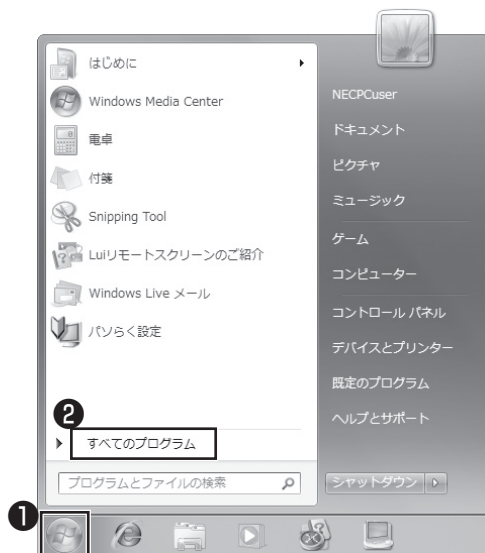 はじめに
Windows Media Center
電卓
付箋
Snipping Tool
Luiリモートスクリーンのご紹介
Windows Live メール
パソらく設定
❷
すべてのプログラム
プログラムとファイルの検索
NECPCuser
ドキュメント
ピクチャ
ミュージック
ゲーム
コンピューター
コントロール パネル
デバイスとプリンター
既定のプログラム
ヘルプとサポート
シャットダウン
❶